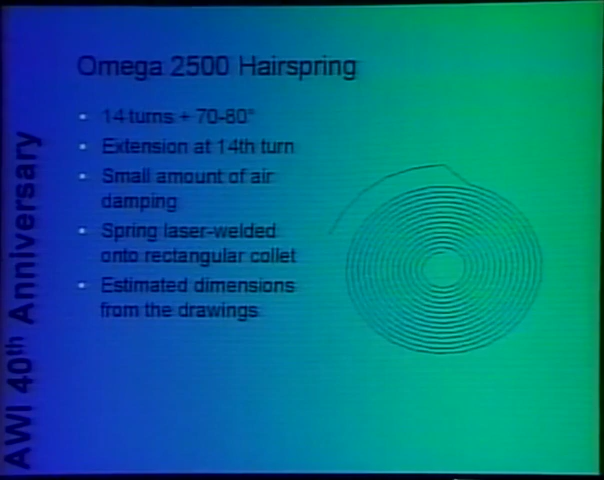 Omega 2500 Hairspring
• 14 turns + 70-80°
• Extension at 14th turn
• Small amount of air
damping
• Spring laser-welded
onto rectangular collet
• Estimated dimensions
from the drawings
AWI 40th Anniversary